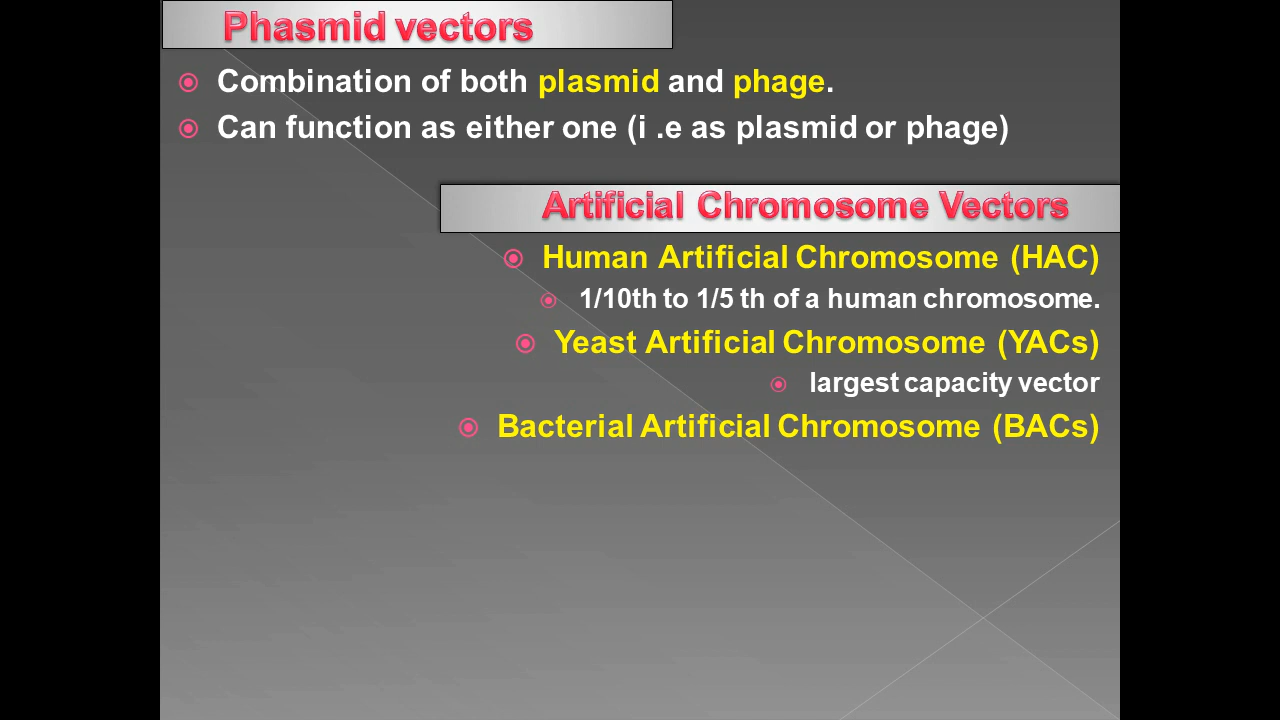 Phasmid vectors
Combination of both plasmid and phage.
Can function as either one (i .e as plasmid or phage)
Artificial Chromosome Vectors
Human Artificial Chromosome (HAC)
1/10th to 1/5 th of a human chromosome.
Yeast Artificial Chromosome (YACs)
largest capacity vector
Bacterial Artificial Chromosome (BACs)